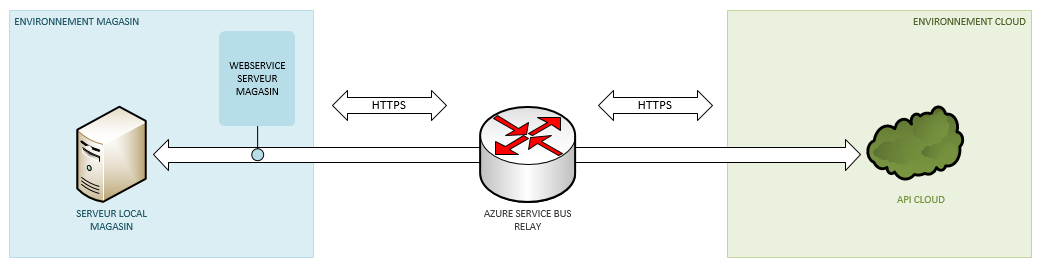 ENVIRONNEMENT MAGASIN
ENVIRONNEMENT CLOUD
WEBSERVICE
SERVEUR
MAGASIN
HTTPS
HTTPS
SERVEUR LOCAL
MAGASIN
AZURE SERVICE BUS
RELAY
API CLOUD